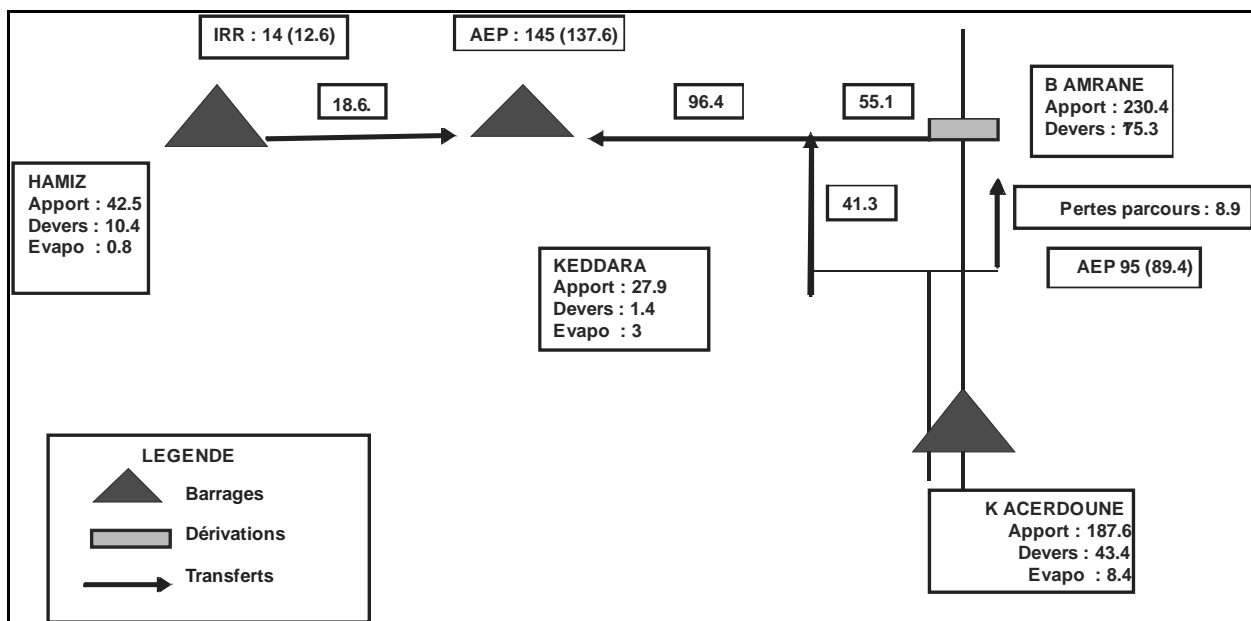 IRR : 14 (12.6)
AEP : 145 (137.6)
18.6.
96.4
55.1
B AMRANE
Apport : 230.4
Devers : 75.3
HAMIZ
Apport : 42.5
Devers : 10.4
Evapo : 0.8
41.3
Pertes parcours : 8.9
AEP 95 (89.4)
KEDDARA
Apport : 27.9
Devers : 1.4
Evapo : 3
LEGENDE
Barrages
Dérivations
Transferts
K ACERDOUNE
Apport : 187.6
Devers : 43.4
Evapo : 8.4